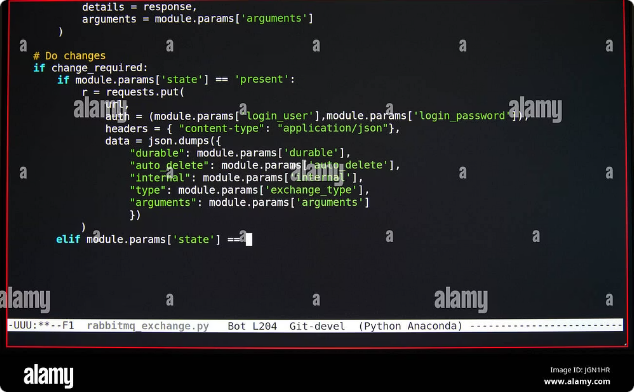 details = response,
arguments = module.params['arguments']
)
# Do changes
if change_required:
if module.params['state'] == 'present':
r = requests.put(
url,
auth = (module.params['login_user'],module.params['login_password']),
headers = { "content-type": "application/json"},
data = json.dumps({
"durable": module.params['durable'],
"auto_delete": module.params['auto_delete'],
"internal": module.params['internal'],
"type": module.params['exchange_type'],
"arguments": module.params['arguments']
})
)
elif module.params['state'] ==
-UUU:**--F1 rabbitmq_exchange.py Bot L204 Git-devel (Python Anaconda) ------------------------
alamy
Image ID: JGN1HR
www.alamy.com